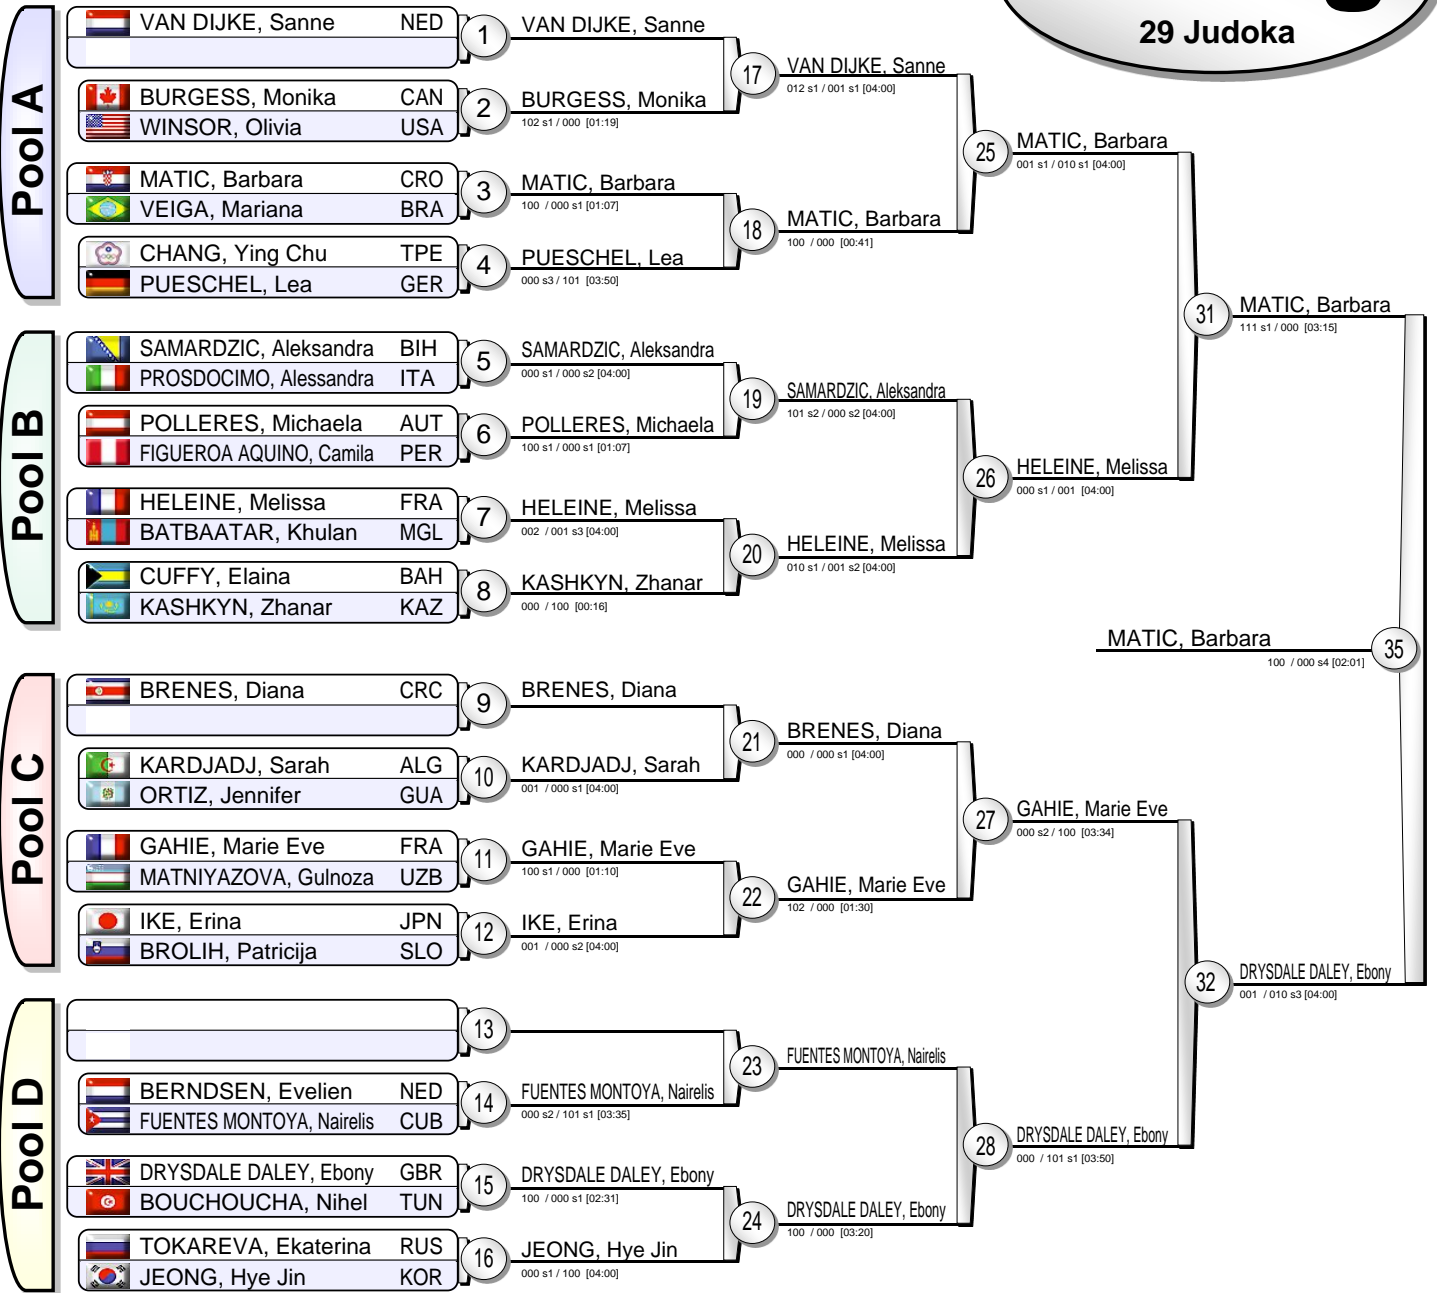 29 Judoka
Pool A
VAN DIJKE, Sanne NED
1
BURGESS, Monika CAN
WINSOR, Olivia USA
2
MATIC, Barbara CRO
VEIGA, Mariana BRA
3
CHANG, Ying Chu TPE
PUESCHEL, Lea GER
4
Pool B
SAMARDZIC, Aleksandra BIH
PROSDOCIMO, Alessandra ITA
5
POLLERES, Michaela AUT
FIGUEROA AQUINO, Camila PER
6
HELEINE, Melissa FRA
BATBAATAR, Khulan MGL
7
CUFFY, Elaina BAH
KASHKYN, Zhanar KAZ
8
Pool C
BRENES, Diana CRC
9
KARDJADJ, Sarah ALG
ORTIZ, Jennifer GUA
10
GAHIE, Marie Eve FRA
MATNIYAZOVA, Gulnoza UZB
11
IKE, Erina JPN
BROLIH, Patricija SLO
12
Pool D
13
BERNDSEN, Evelien NED
FUENTES MONTOYA, Nairelis CUB
14
DRYSDALE DALEY, Ebony GBR
BOUCHOUCHA, Nihel TUN
15
TOKAREVA, Ekaterina RUS
JEONG, Hye Jin KOR
16
VAN DIJKE, Sanne
BURGESS, Monika
102 s1 / 000 [01:19]
17
MATIC, Barbara
100 / 000 s1 [01:07]
PUESCHEL, Lea
000 s3 / 101 [03:50]
18
SAMARDZIC, Aleksandra
000 s1 / 000 s2 [04:00]
POLLERES, Michaela
100 s1 / 000 s1 [01:07]
19
HELEINE, Melissa
002 / 001 s3 [04:00]
KASHKYN, Zhanar
000 / 100 [00:16]
20
BRENES, Diana
KARDJADJ, Sarah
001 / 000 s1 [04:00]
21
GAHIE, Marie Eve
100 s1 / 000 [01:10]
IKE, Erina
001 / 000 s2 [04:00]
22
FUENTES MONTOYA, Nairelis
000 s2 / 101 s1 [03:35]
23
DRYSDALE DALEY, Ebony
100 / 000 s1 [02:31]
JEONG, Hye Jin
000 s1 / 100 [04:00]
24
VAN DIJKE, Sanne
012 s1 / 001 s1 [04:00]
MATIC, Barbara
100 / 000 [00:41]
25
SAMARDZIC, Aleksandra
101 s2 / 000 s2 [04:00]
HELEINE, Melissa
010 s1 / 001 s2 [04:00]
26
BRENES, Diana
000 / 000 s1 [04:00]
GAHIE, Marie Eve
102 / 000 [01:30]
27
FUENTES MONTOYA, Nairelis
DRYSDALE DALEY, Ebony
100 / 000 [03:20]
28
MATIC, Barbara
001 s1 / 010 s1 [04:00]
HELEINE, Melissa
000 s1 / 001 [04:00]
31
GAHIE, Marie Eve
000 s2 / 100 [03:34]
DRYSDALE DALEY, Ebony
000 / 101 s1 [03:50]
32
MATIC, Barbara
111 s1 / 000 [03:15]
DRYSDALE DALEY, Ebony
001 / 010 s3 [04:00]
MATIC, Barbara
100 / 000 s4 [02:01]
35